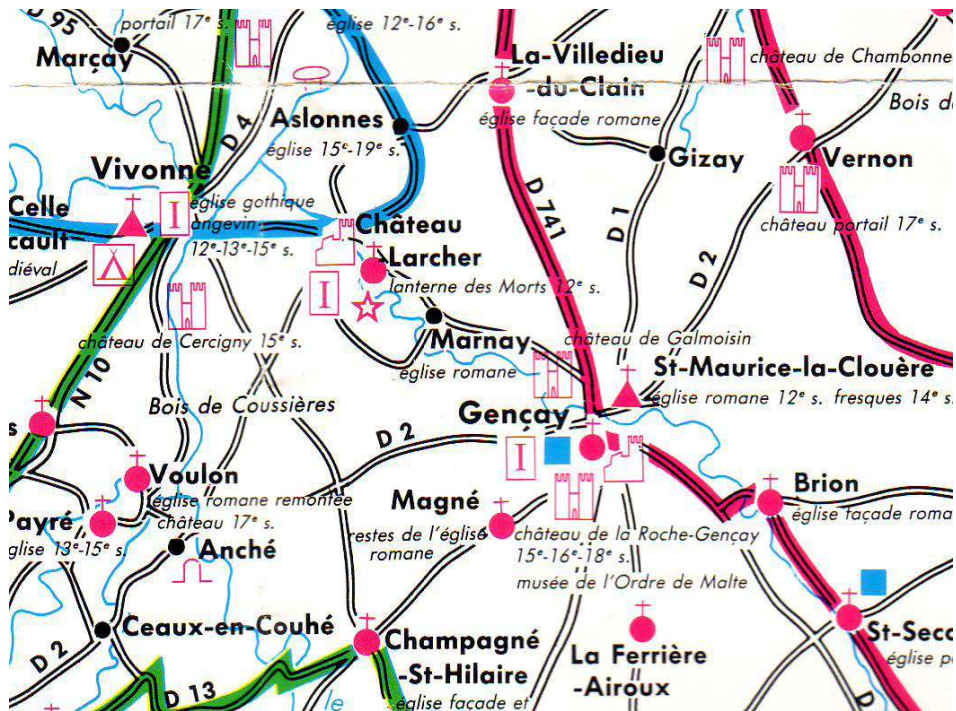 D 95
portail 17e s.
église 12e-16e s.
Marçay
La-Villedieu
-du-Clain
église façade romane
château de Chambonne
Bois d
D 4
Aslonnes
église 15e-19e s.
Gizay
Vernon
château portail 17e s.
Vivonne
Celle
cault
diéval
I
église gothique
angevin
12e-13e-15e s.
Château
-Larcher
lanterne des Morts 12e s.
I
D 741
D 1
D 2
château de Cercigny 15e s.
Marnay
église romane
château de Galmoisin
St-Maurice-la-Clouère
église romane 12e s. fresques 14e s.
N 10
Bois de Coussières
D 2
Gençay
I
s
Voulon
église romane remontée
château 17e s.
Payré
glise 13e-15e s.
Anché
Magné
restes de l'église
romane
château de la Roche-Gençay
15e-16e-18e s.
musée de l'Ordre de Malte
Brion
église façade roma
Ceaux-en-Couhé
D 2
D 13
Champagné
-St-Hilaire
église façade et
le
La Ferrière
-Airoux
St-Sec
église p
D